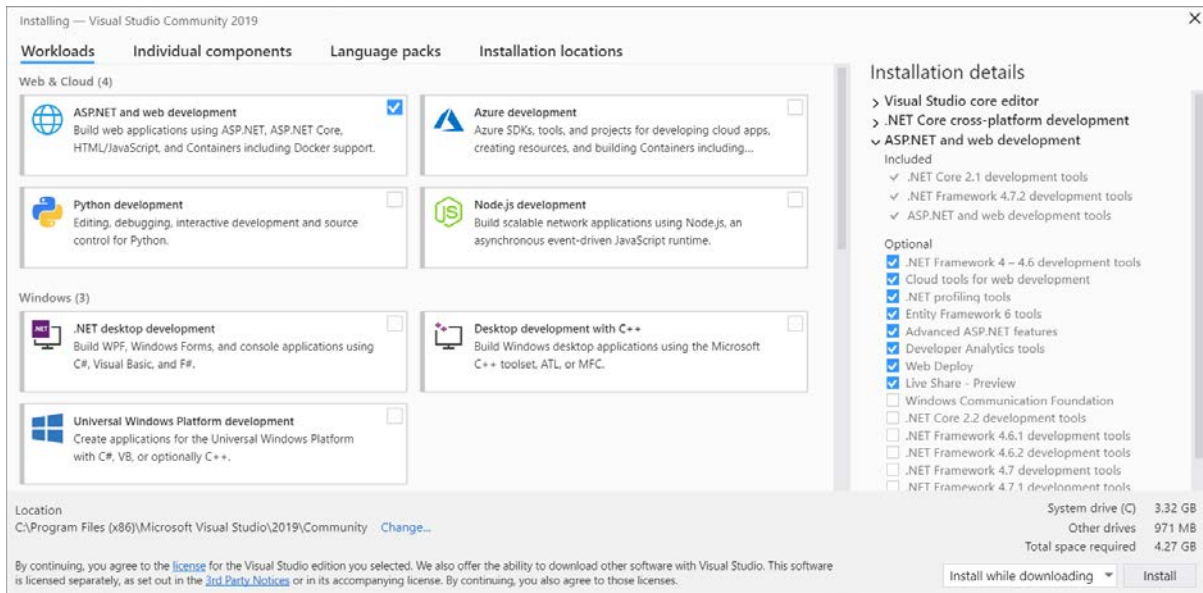 Installing — Visual Studio Community 2019
Workloads
Individual components
Language packs
Installation locations
Web & Cloud (4)
ASP.NET and web development
Build web applications using ASP.NET, ASP.NET Core,
HTML/JavaScript, and Containers including Docker support.
Azure development
Azure SDKs, tools, and projects for developing cloud apps,
creating resources, and building Containers including...
Python development
Editing, debugging, interactive development and source
control for Python.
JS
Node.js development
Build scalable network applications using Node.js, an
asynchronous event-driven JavaScript runtime.
Windows (3)
.NET
.NET desktop development
Build WPF, Windows Forms, and console applications using
C#, Visual Basic, and F#.
Desktop development with C++
Build Windows desktop applications using the Microsoft
C++ toolset, ATL, or MFC.
Universal Windows Platform development
Create applications for the Universal Windows Platform
with C#, VB, or optionally C++.
Installation details
Visual Studio core editor
.NET Core cross-platform development
ASP.NET and web development
Included
.NET Core 2.1 development tools
.NET Framework 4.7.2 development tools
ASP.NET and web development tools
Optional
.NET Framework 4 – 4.6 development tools
Cloud tools for web development
.NET profiling tools
Entity Framework 6 tools
Advanced ASP.NET features
Developer Analytics tools
Web Deploy
Live Share - Preview
Windows Communication Foundation
.NET Core 2.2 development tools
.NET Framework 4.6.1 development tools
.NET Framework 4.6.2 development tools
.NET Framework 4.7 development tools
.NET Framework 4.7.1 development tools
Location
C:\Program Files (x86)\Microsoft Visual Studio\2019\Community Change...
System drive (C) 3.32 GB
Other drives 971 MB
Total space required 4.27 GB
By continuing, you agree to the license for the Visual Studio edition you selected. We also offer the ability to download other software with Visual Studio. This software
is licensed separately, as set out in the 3rd Party Notices or in its accompanying license. By continuing, you also agree to those licenses.
Install while downloading
Install